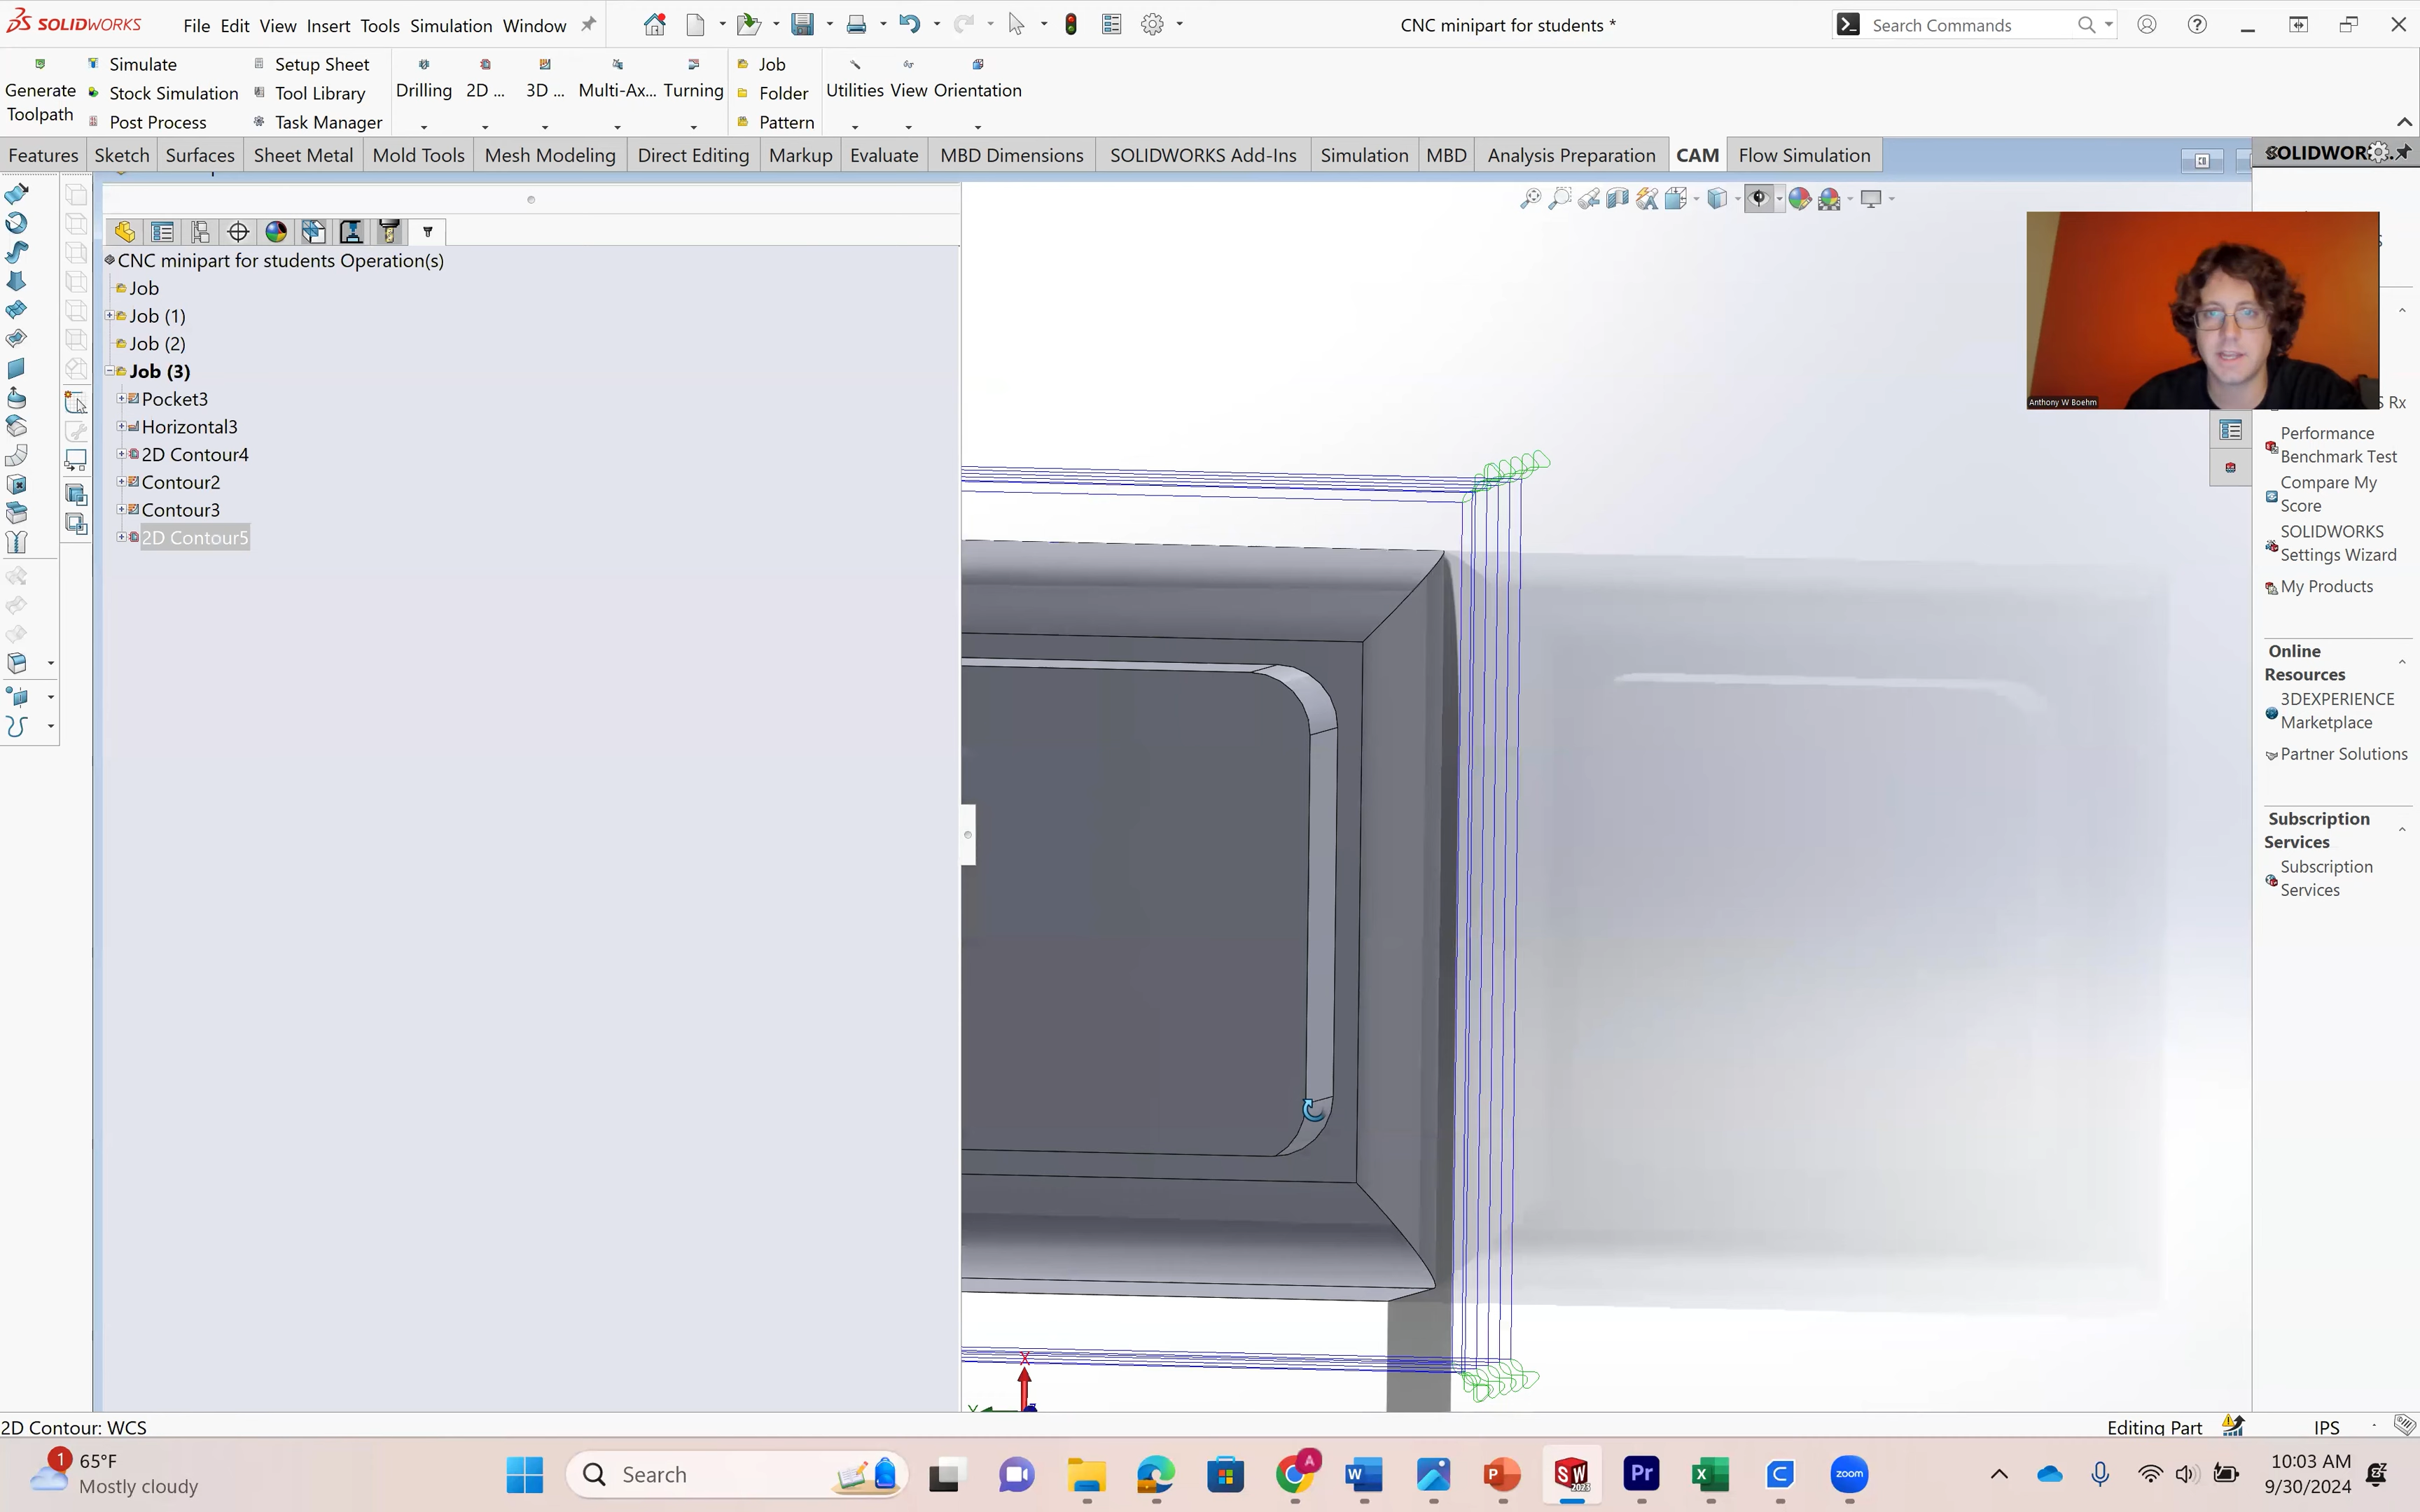 SOLIDWORKS File Edit View Insert Tools Simulation Window CNC minipart for students * Search Commands
Generate Toolpath
Simulate
Stock Simulation
Post Process
Setup Sheet
Tool Library
Task Manager
Drilling 2D ... 3D ... Multi-Ax... Turning
Job
Folder
Pattern
Utilities View Orientation
Features Sketch Surfaces Sheet Metal Mold Tools Mesh Modeling Direct Editing Markup Evaluate MBD Dimensions SOLIDWORKS Add-Ins Simulation MBD Analysis Preparation CAM Flow Simulation
CNC minipart for students Operation(s)
Job
Job (1)
Job (2)
Job (3)
Pocket3
Horizontal3
2D Contour4
Contour2
Contour3
2D Contour5
X
Y
Anthony W Boehm
Rx
Performance
Benchmark Test
Compare My
Score
SOLIDWORKS
Settings Wizard
My Products
Online
Resources
3DEXPERIENCE
Marketplace
Partner Solutions
Subscription
Services
Subscription
Services
2D Contour: WCS Editing Part IPS
1
65°F
Mostly cloudy
Search
A
W
P
SW
2023
Pr
X
C
zoom
10:03 AM
9/30/2024